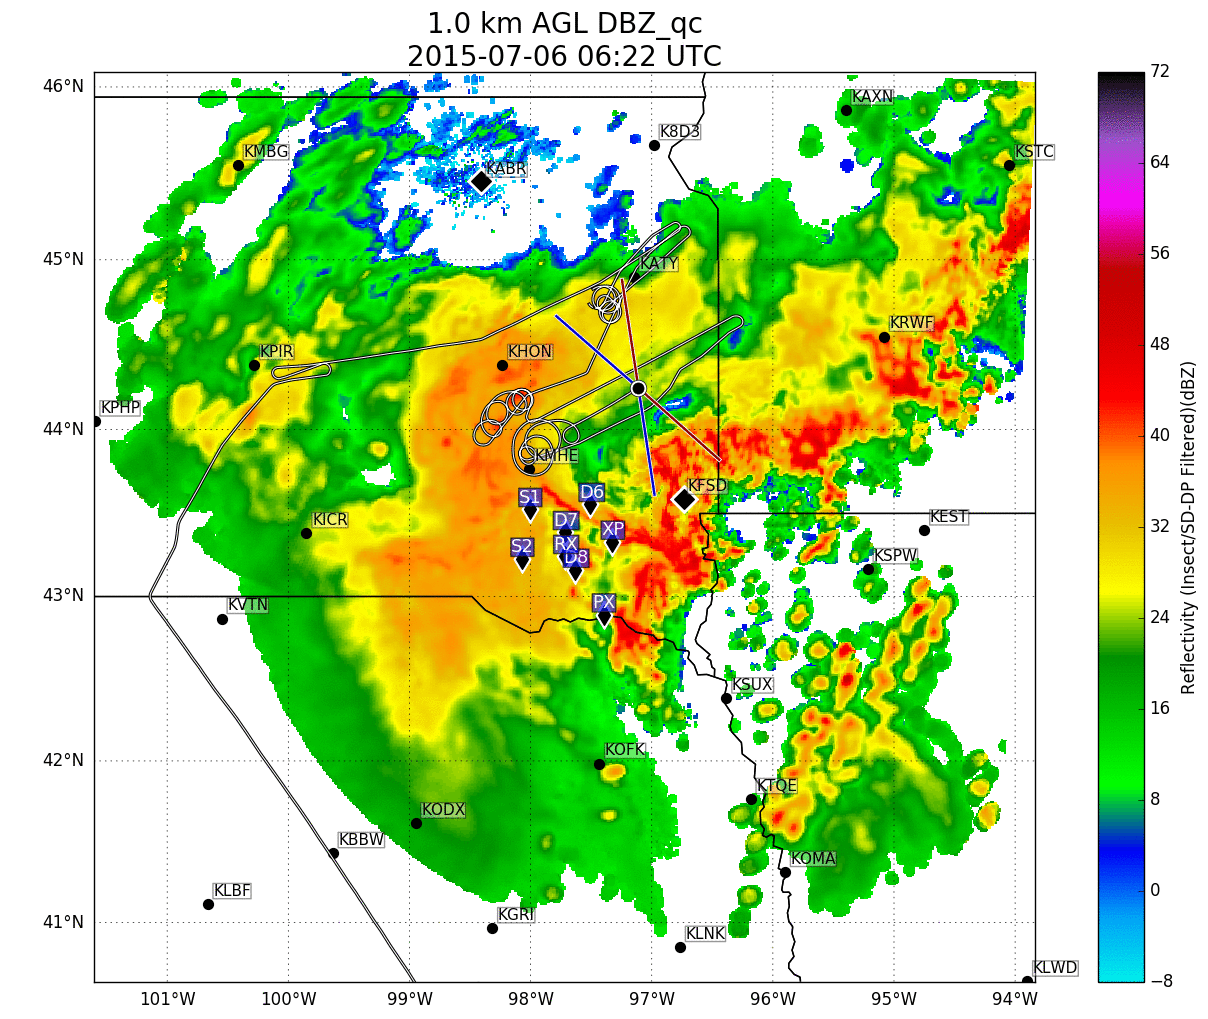 1.0 km AGL DBZ_qc
2015-07-06 06:22 UTC
46°N
45°N
44°N
43°N
42°N
41°N
101°W
100°W
99°W
98°W
97°W
96°W
95°W
94°W
KAXN
K8D3
KMBG
KSTC
KABR
KATY
KRWF
KPIR
KHON
KPHP
KMHE
KFSD
S1
D6
D7
XP
KICR
KEST
S2
RX
D8
KSPW
PX
KVTN
KSUX
KOFK
KTQE
KODX
KBBW
KOMA
KLBF
KGRI
KLNK
KLWD
72
64
56
48
40
32
24
16
8
0
−8
Reflectivity (Insect/SD-DP Filtered)(dBZ)